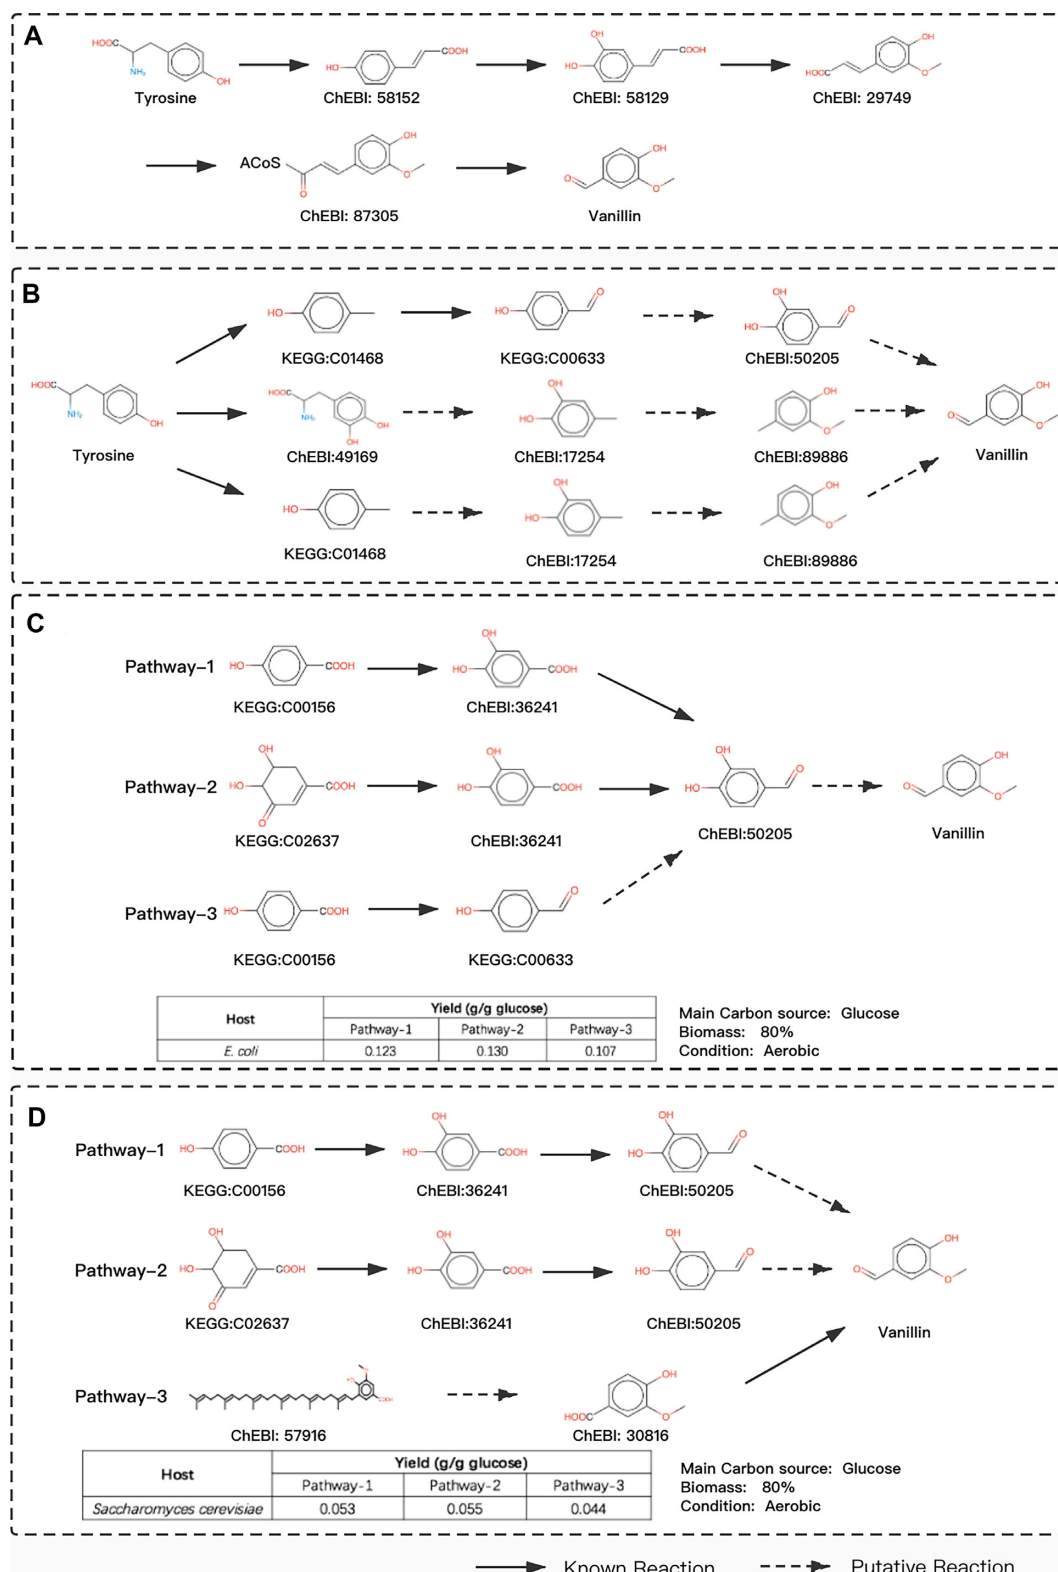 A
HOOC
NH₂
OH
HO
COOH
OH
HO
COOH
OH
HOOC
O
Tyrosine
ChEBI: 58152
ChEBI: 58129
ChEBI: 29749
ACoS
O
OH
O
O
OH
O
ChEBI: 87305
Vanillin
B
HO
HO
O
OH
HO
O
KEGG:C01468
KEGG:C00633
ChEBI:50205
HOOC
NH₂
OH
HOOC
NH₂
OH
OH
OH
HO
OH
O
O
OH
O
Tyrosine
ChEBI:49169
ChEBI:17254
ChEBI:89886
Vanillin
HO
OH
HO
OH
O
KEGG:C01468
ChEBI:17254
ChEBI:89886
C
Pathway-1
HO
COOH
OH
HO
COOH
KEGG:C00156
ChEBI:36241
Pathway-2
OH
HO
O
COOH
OH
HO
COOH
OH
HO
O
O
OH
O
KEGG:C02637
ChEBI:36241
ChEBI:50205
Vanillin
Pathway-3
HO
COOH
HO
O
KEGG:C00156
KEGG:C00633
Host
Yield (g/g glucose)
Pathway-1 Pathway-2 Pathway-3
E. coli 0.123 0.130 0.107
Main Carbon source: Glucose
Biomass: 80%
Condition: Aerobic
D
Pathway-1
HO
COOH
OH
HO
COOH
OH
HO
O
KEGG:C00156
ChEBI:36241
ChEBI:50205
Pathway-2
OH
HO
O
COOH
OH
HO
COOH
OH
HO
O
O
OH
O
KEGG:C02637
ChEBI:36241
ChEBI:50205
Vanillin
Pathway-3
HO
O
COOH
HOOC
OH
O
ChEBI: 57916
ChEBI: 30816
Host
Yield (g/g glucose)
Pathway-1 Pathway-2 Pathway-3
Saccharomyces cerevisiae 0.053 0.055 0.044
Main Carbon source: Glucose
Biomass: 80%
Condition: Aerobic
Known Reaction
Putative Reaction